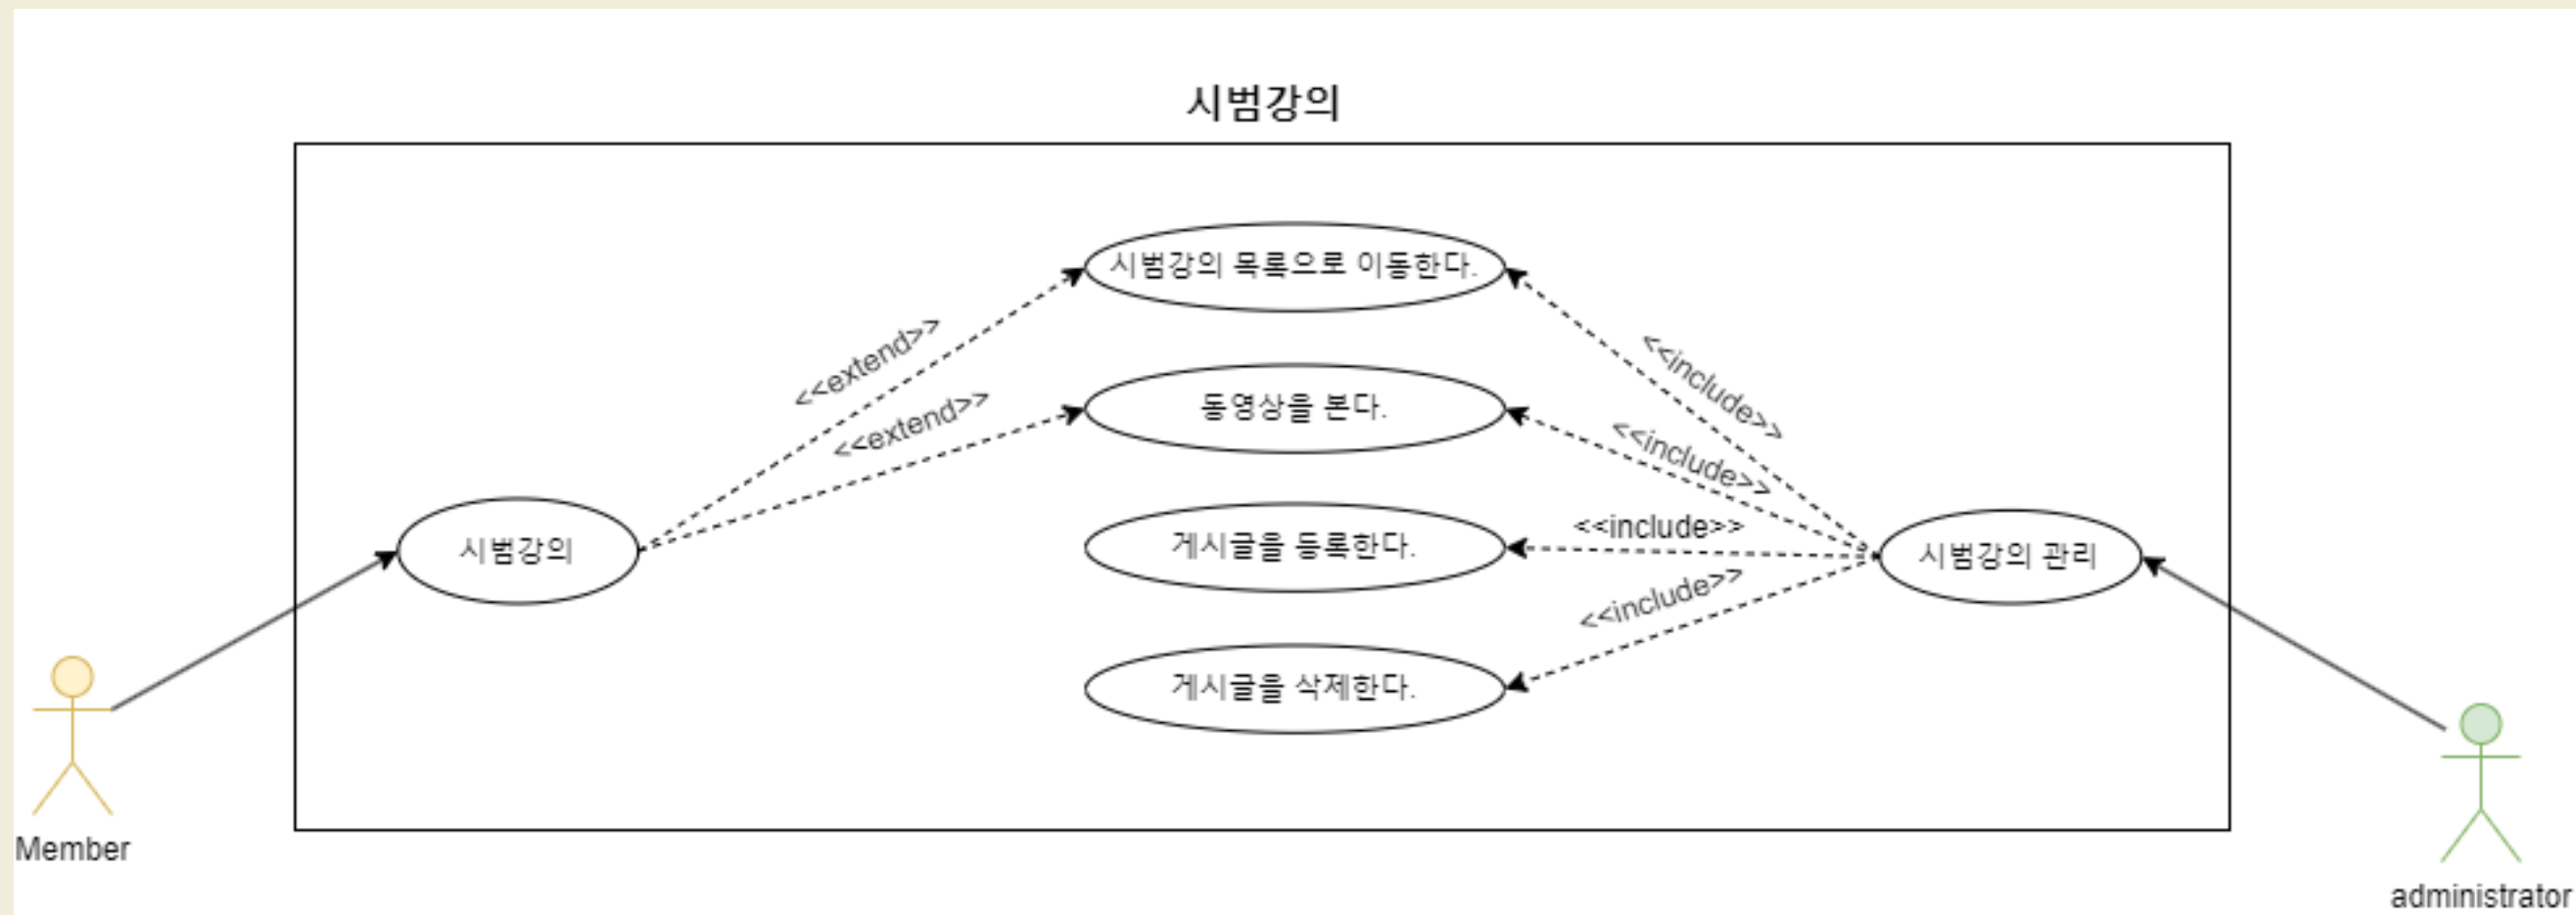 시범강의
시범강의 목록으로 이동한다.
<<extend>>
<<include>>
<<extend>>
동영상을 본다.
<<include>>
시범강의
게시글을 등록한다.
<<include>>
시범강의 관리
<<include>>
게시글을 삭제한다.
Member
administrator